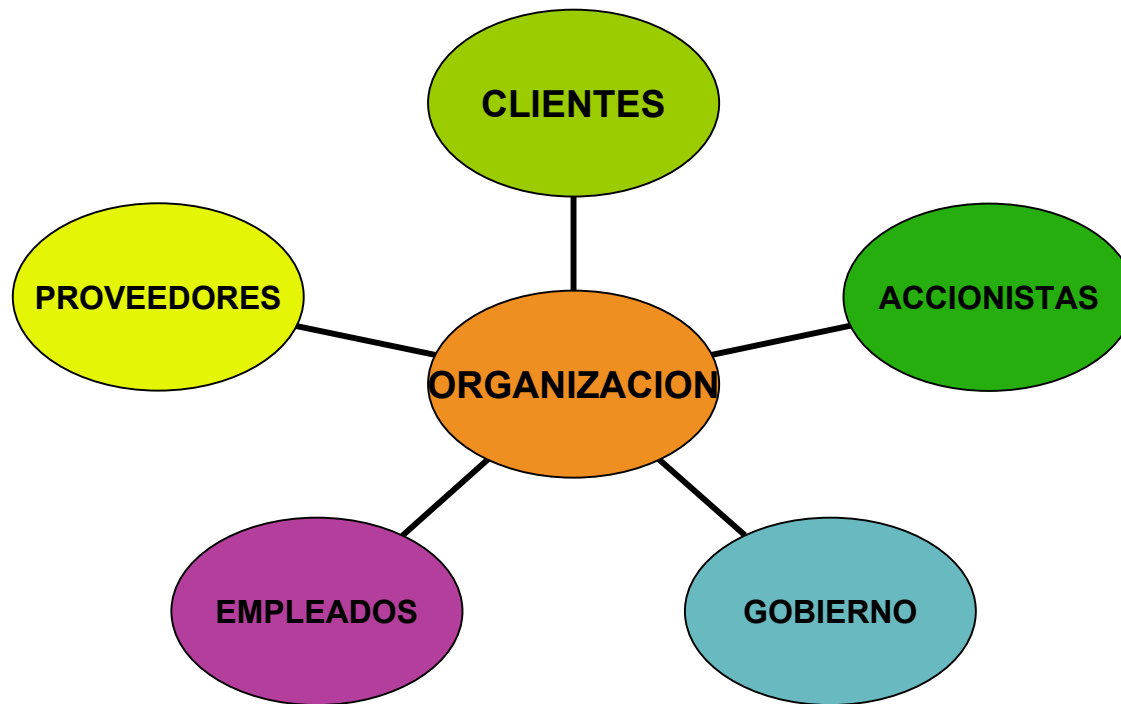 CLIENTES
PROVEEDORES
ACCIONISTAS
ORGANIZACION
EMPLEADOS
GOBIERNO